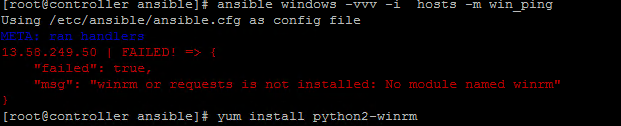 [root@controller ansible]# ansible windows -vvv -i  hosts -m win_ping
Using /etc/ansible/ansible.cfg as config file
META: ran handlers
13.58.249.50 | FAILED! => {
    "failed": true,
    "msg": "winrm or requests is not installed: No module named winrm"
}
[root@controller ansible]# yum install python2-winrm